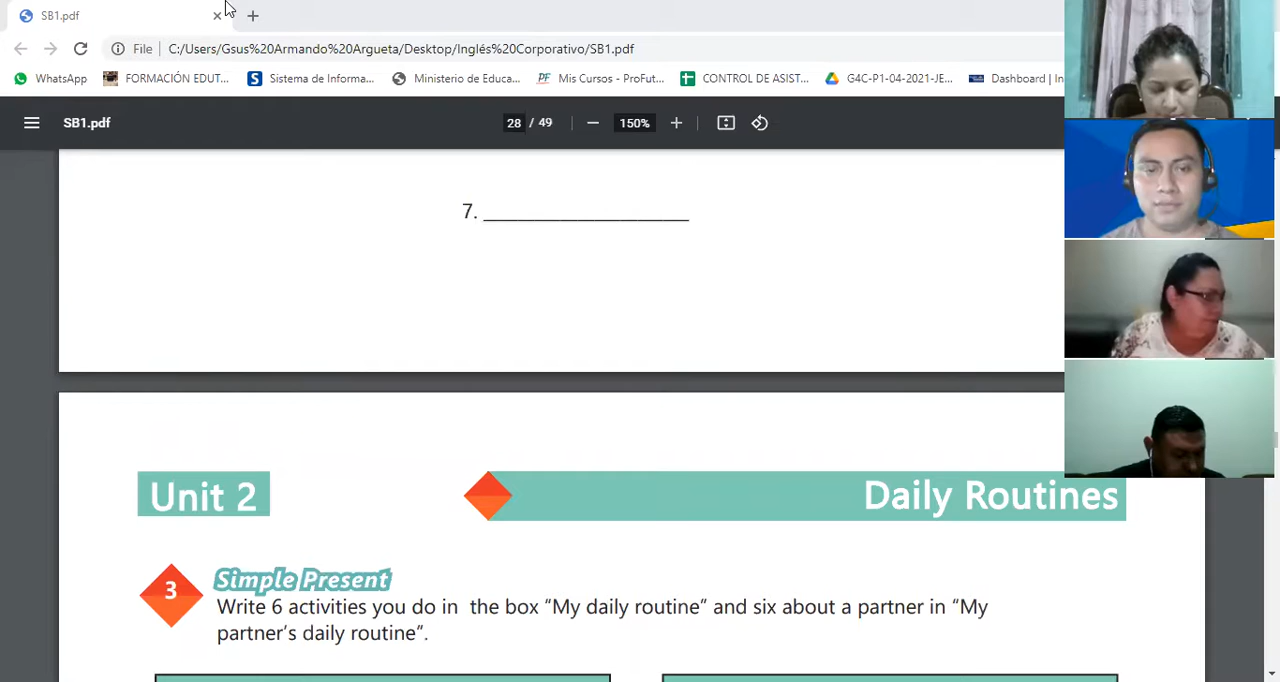 SB1.pdf
File C:/Users/Gsus%20Armando%20Argueta/Desktop/Inglés%20Corporativo/SB1.pdf
WhatsApp FORMACIÓN EDUT... Sistema de Informa... Ministerio de Educa... Mis Cursos - ProFut... CONTROL DE ASIST... G4C-P1-04-2021-JE... Dashboard | In
SB1.pdf 28 / 49 150%
7. ____________________
Unit 2 Daily Routines
3 Simple Present
Write 6 activities you do in the box “My daily routine” and six about a partner in “My
partner’s daily routine”.